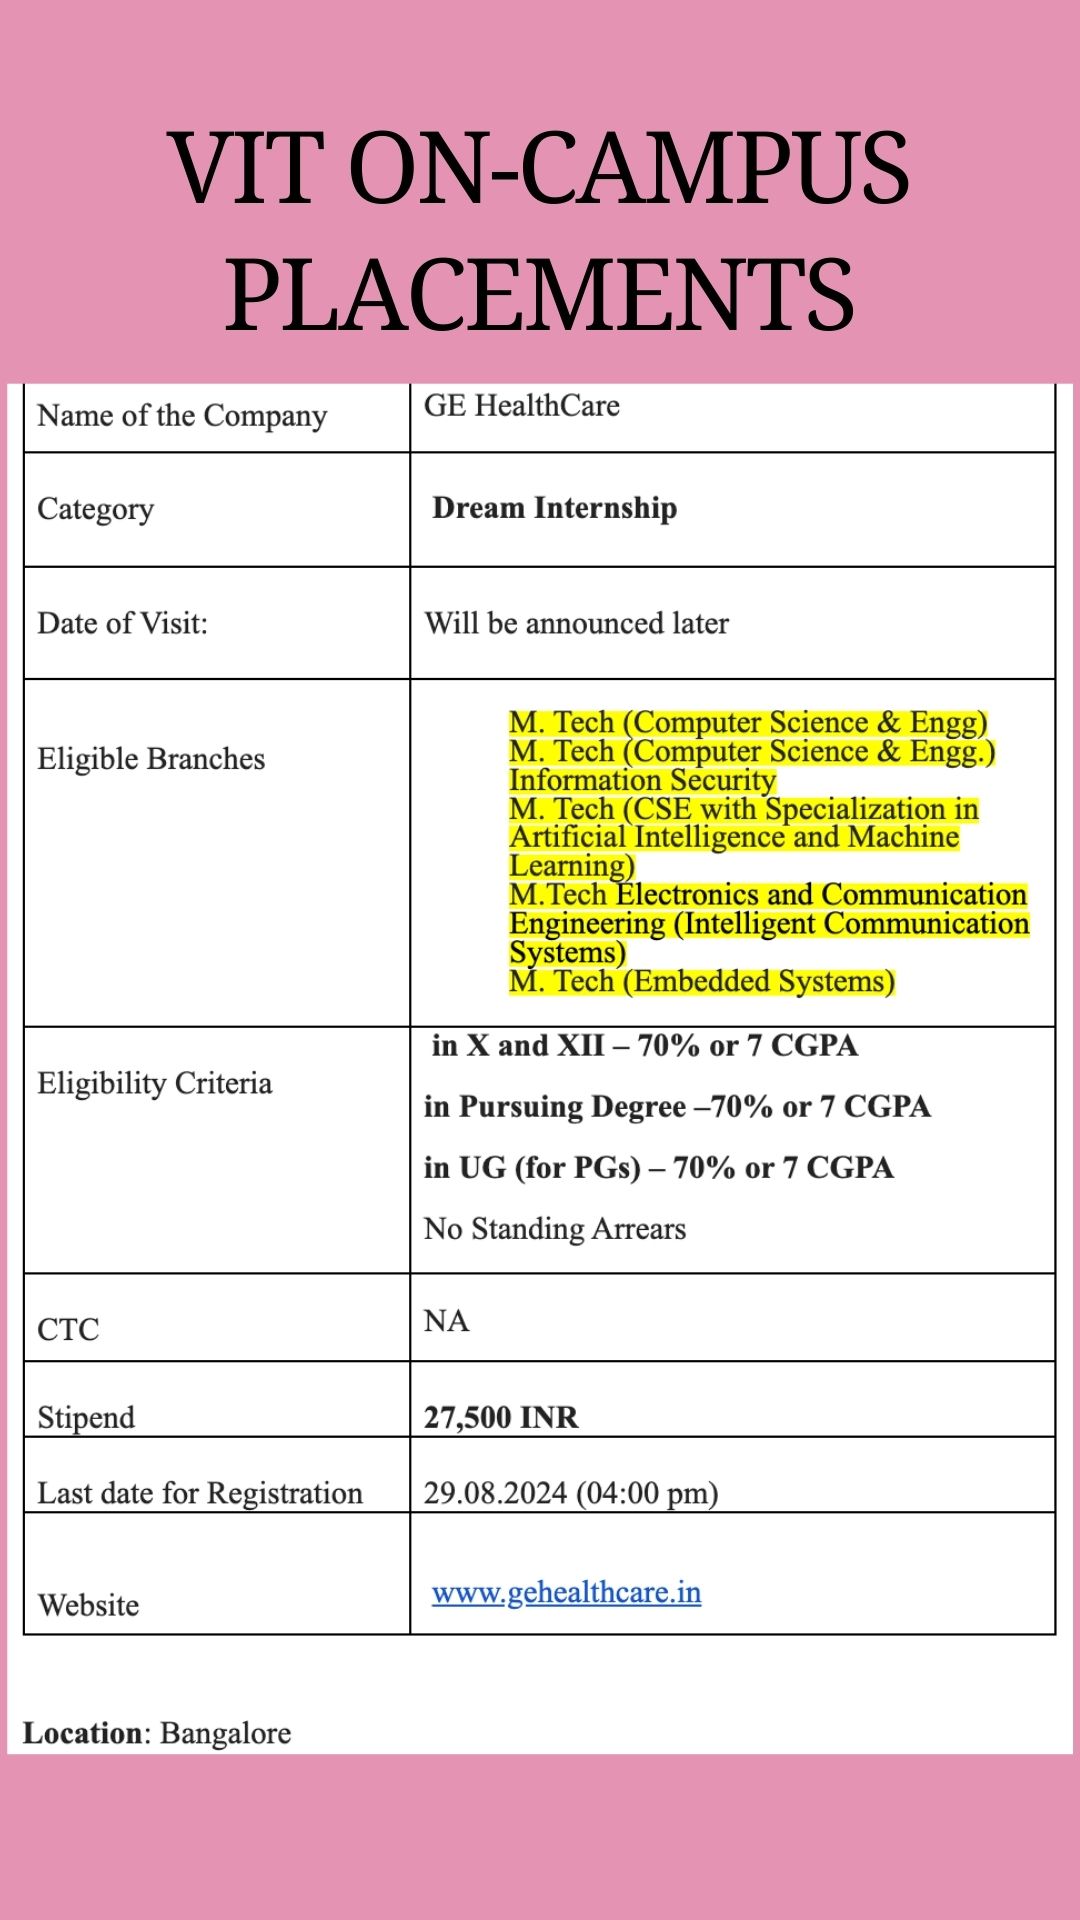 VIT ON-CAMPUS
PLACEMENTS
Name of the Company
GE HealthCare
Category
Dream Internship
Date of Visit:
Will be announced later
Eligible Branches
M. Tech (Computer Science & Engg)
M. Tech (Computer Science & Engg.)
Information Security
M. Tech (CSE with Specialization in
Artificial Intelligence and Machine
Learning)
M.Tech Electronics and Communication
Engineering (Intelligent Communication
Systems)
M. Tech (Embedded Systems)
Eligibility Criteria
in X and XII – 70% or 7 CGPA
in Pursuing Degree –70% or 7 CGPA
in UG (for PGs) – 70% or 7 CGPA
No Standing Arrears
CTC
NA
Stipend
27,500 INR
Last date for Registration
29.08.2024 (04:00 pm)
Website
www.gehealthcare.in
Location: Bangalore